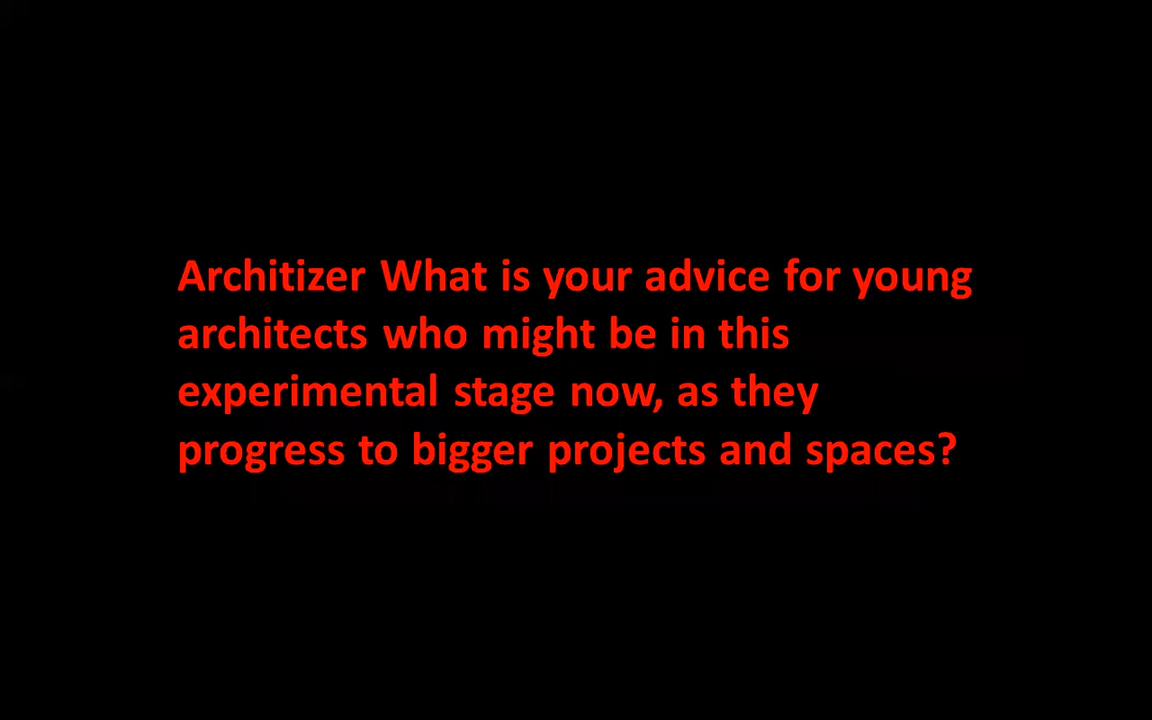 Architizer What is your advice for young
architects who might be in this
experimental stage now, as they
progress to bigger projects and spaces?